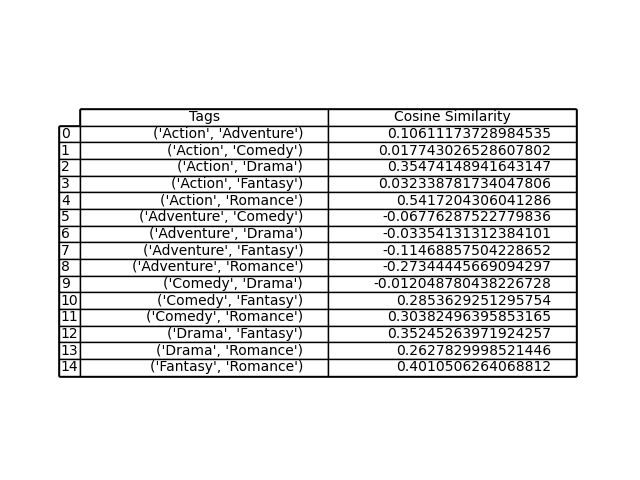 Tags Cosine Similarity
0 ('Action', 'Adventure') 0.10611173728984535
1 ('Action', 'Comedy') 0.017743026528607802
2 ('Action', 'Drama') 0.35474148941643147
3 ('Action', 'Fantasy') 0.032338781734047806
4 ('Action', 'Romance') 0.5417204306041286
5 ('Adventure', 'Comedy') -0.06776287522779836
6 ('Adventure', 'Drama') -0.03354131312384101
7 ('Adventure', 'Fantasy') -0.11468857504228652
8 ('Adventure', 'Romance') -0.27344445669094297
9 ('Comedy', 'Drama') -0.012048780438226728
10 ('Comedy', 'Fantasy') 0.2853629251295754
11 ('Comedy', 'Romance') 0.30382496395853165
12 ('Drama', 'Fantasy') 0.35245263971924257
13 ('Drama', 'Romance') 0.2627829998521446
14 ('Fantasy', 'Romance') 0.4010506264068812